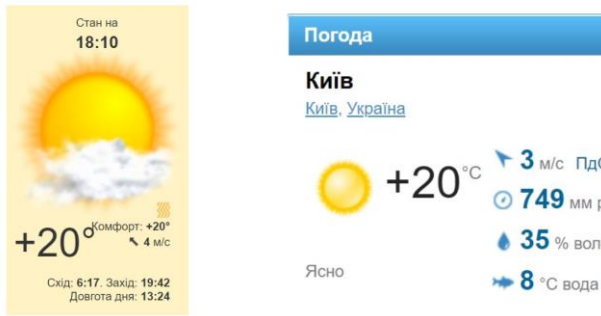 Стан на
18:10
+20°
Комфорт: +20°
4 м/с
Схід: 6:17. Захід: 19:42
Довгота дня: 13:24
Погода
Київ
Київ, Україна
+20 °C
Ясно
3 м/с
749 мм
35 %
8 °C вода